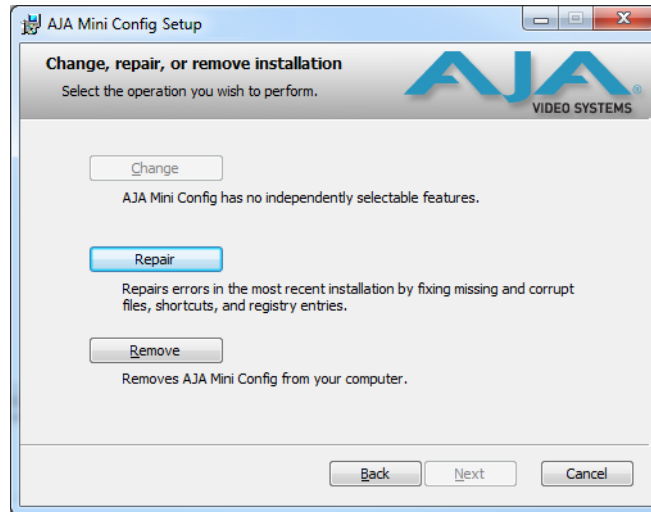 AJA Mini Config Setup
Change, repair, or remove installation
Select the operation you wish to perform.
AJA
VIDEO SYSTEMS
Change
AJA Mini Config has no independently selectable features.
Repair
Repairs errors in the most recent installation by fixing missing and corrupt
files, shortcuts, and registry entries.
Remove
Removes AJA Mini Config from your computer.
Back Next Cancel